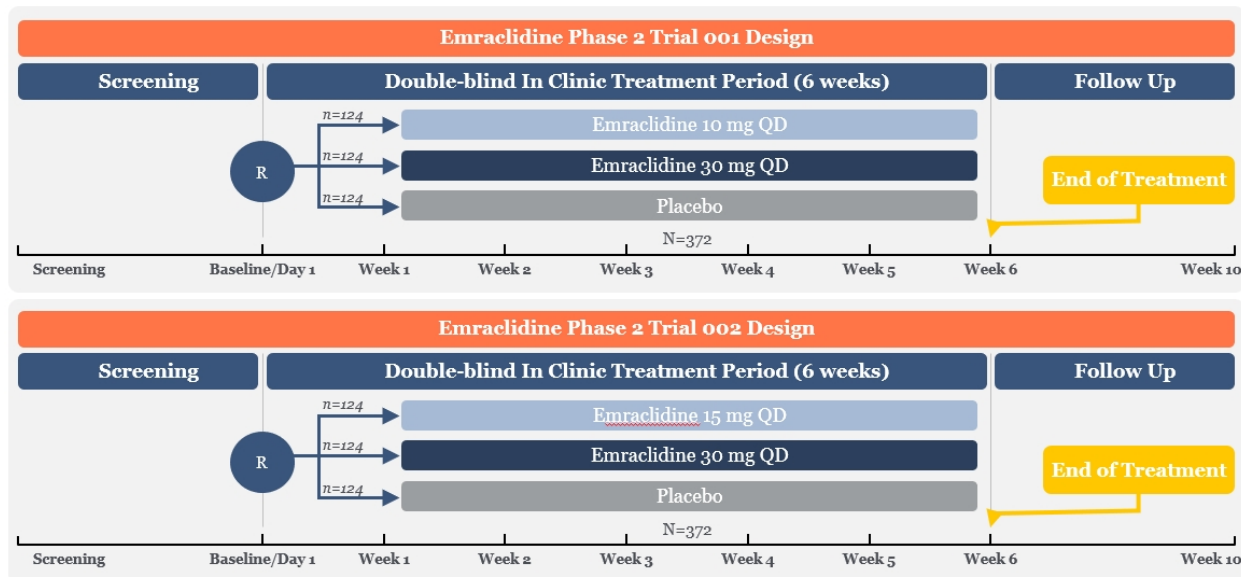 Emraclidine Phase 2 Trial 001 Design
Screening
Double-blind In Clinic Treatment Period (6 weeks)
Follow Up
n=124
Emraclidine 10 mg QD
n=124
R
Emraclidine 30 mg QD
End of Treatment
n=124
Placebo
N=372
Screening
Baseline/Day 1
Week 1
Week 2
Week 3
Week 4
Week 5
Week 6
Week 10
Emraclidine Phase 2 Trial 002 Design
Screening
Double-blind In Clinic Treatment Period (6 weeks)
Follow Up
n=124
Emraclidine 15 mg QD
n=124
R
Emraclidine 30 mg QD
End of Treatment
n=124
Placebo
N=372
Screening
Baseline/Day 1
Week 1
Week 2
Week 3
Week 4
Week 5
Week 6
Week 10